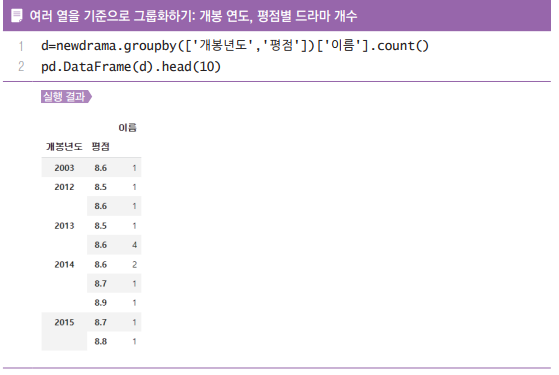 여러 열을 기준으로 그룹화하기: 개봉 연도, 평점별 드라마 개수
1 d=newdrama.groupby(['개봉년도','평점'])['이름'].count()
2 pd.DataFrame(d).head(10)
실행 결과
이름
개봉년도 평점
2003 8.6 1
2012 8.5 1
8.6 1
2013 8.5 1
8.6 4
2014 8.6 2
8.7 1
8.9 1
2015 8.7 1
8.8 1